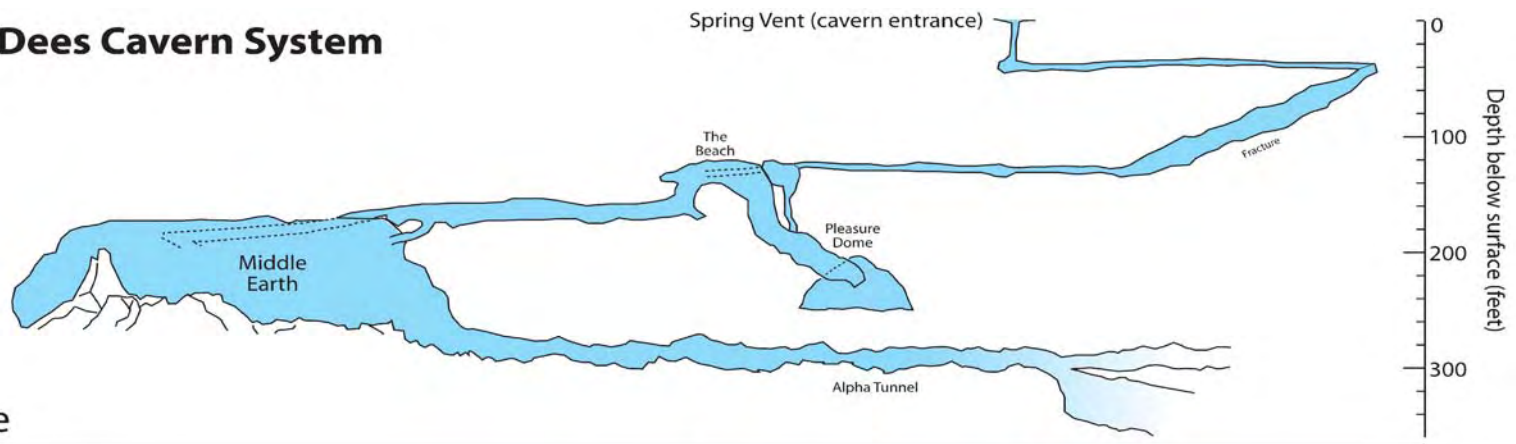 Dees Cavern System
Spring Vent (cavern entrance)
0
The
Beach
100
Fracture
Pleasure
Dome
200
Middle
Earth
Depth below surface (feet)
300
Alpha Tunnel
e